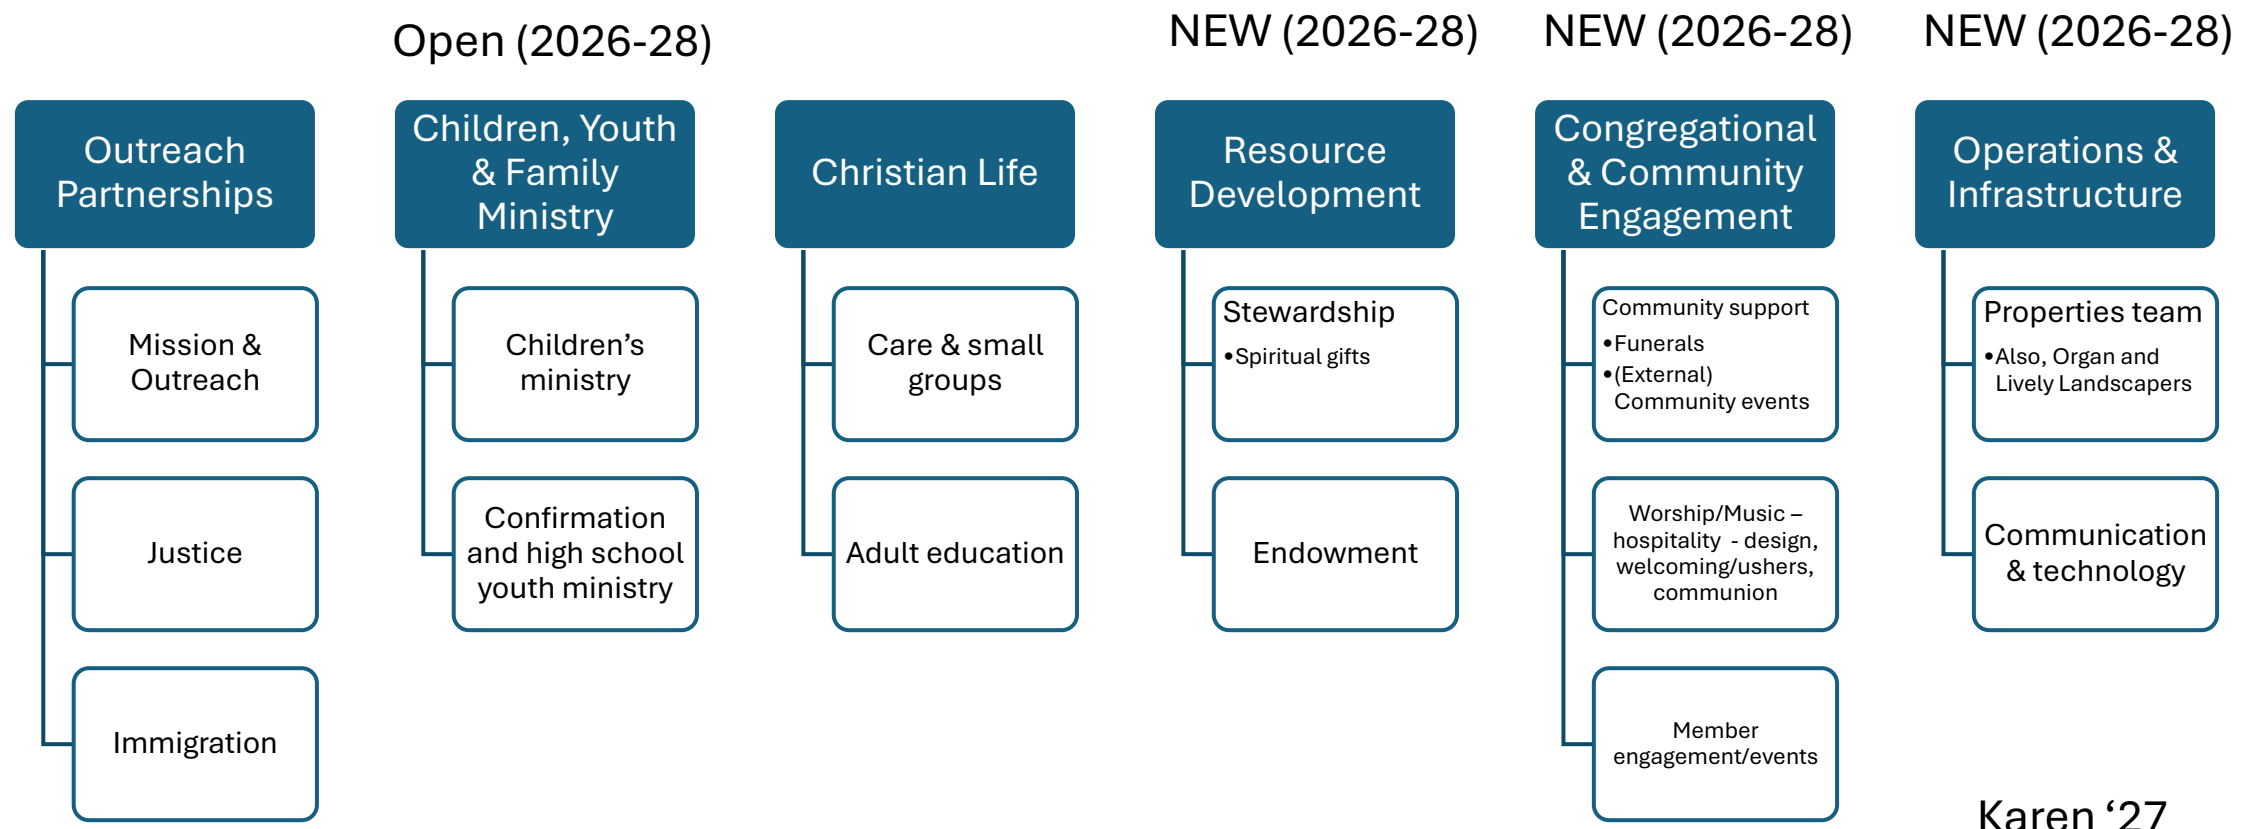 Open (2026-28)
NEW (2026-28)
NEW (2026-28)
NEW (2026-28)
Outreach
Partnerships
Mission &
Outreach
Justice
Immigration
Children, Youth
& Family
Ministry
Children’s
ministry
Confirmation
and high school
youth ministry
Christian Life
Care & small
groups
Adult education
Resource
Development
Stewardship
•Spiritual gifts
Endowment
Congregational
& Community
Engagement
Community support
•Funerals
•(External)
Community events
Worship/Music –
hospitality - design,
welcoming/ushers,
communion
Member
engagement/events
Operations &
Infrastructure
Properties team
•Also, Organ and
Lively Landscapers
Communication
& technology
Karen ‘27